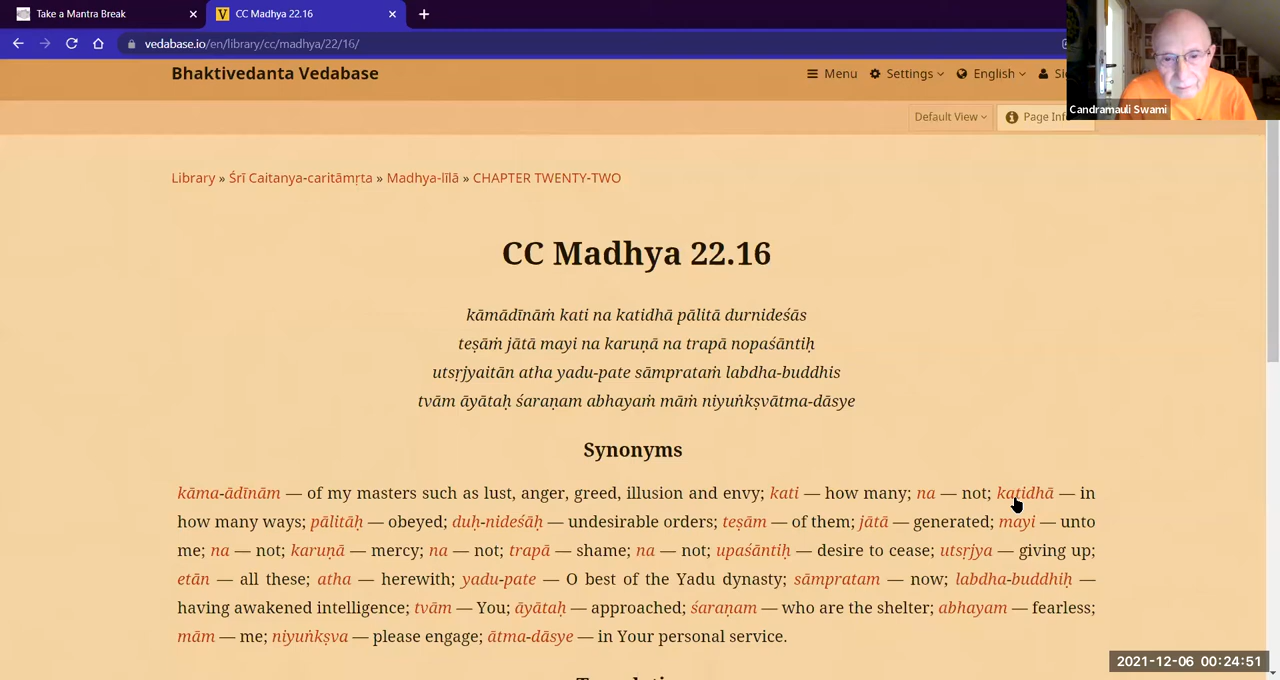 Take a Mantra Break
CC Madhya 22.16
vedabase.io/en/library/cc/madhya/22/16/
Bhaktivedanta Vedabase
Menu Settings English
Default View Page Inf
Candramauli Swami
Library » Śrī Caitanya-caritāmṛta » Madhya-līlā » CHAPTER TWENTY-TWO
CC Madhya 22.16
kāmādīnāṁ kati na katidhā pālitā durnideśās
teṣāṁ jātā mayi na karuṇā na trapā nopaśāntiḥ
utsṛjyaitān atha yadu-pate sāmprataṁ labdha-buddhis
tvām āyātaḥ śaraṇam abhayaṁ māṁ niyuṅkṣvātma-dāsye
Synonyms
kāma-ādīnām — of my masters such as lust, anger, greed, illusion and envy; kati — how many; na — not; katidhā — in
how many ways; pālitāḥ — obeyed; duḥ-nideśāḥ — undesirable orders; teṣām — of them; jātā — generated; mayi — unto
me; na — not; karuṇā — mercy; na — not; trapā — shame; na — not; upaśāntiḥ — desire to cease; utsṛjya — giving up;
etān — all these; atha — herewith; yadu-pate — O best of the Yadu dynasty; sāmpratam — now; labdha-buddhiḥ —
having awakened intelligence; tvām — You; āyātaḥ — approached; śaraṇam — who are the shelter; abhayam — fearless;
mām — me; niyuṅkṣva — please engage; ātma-dāsye — in Your personal service.
2021-12-06 00:24:51